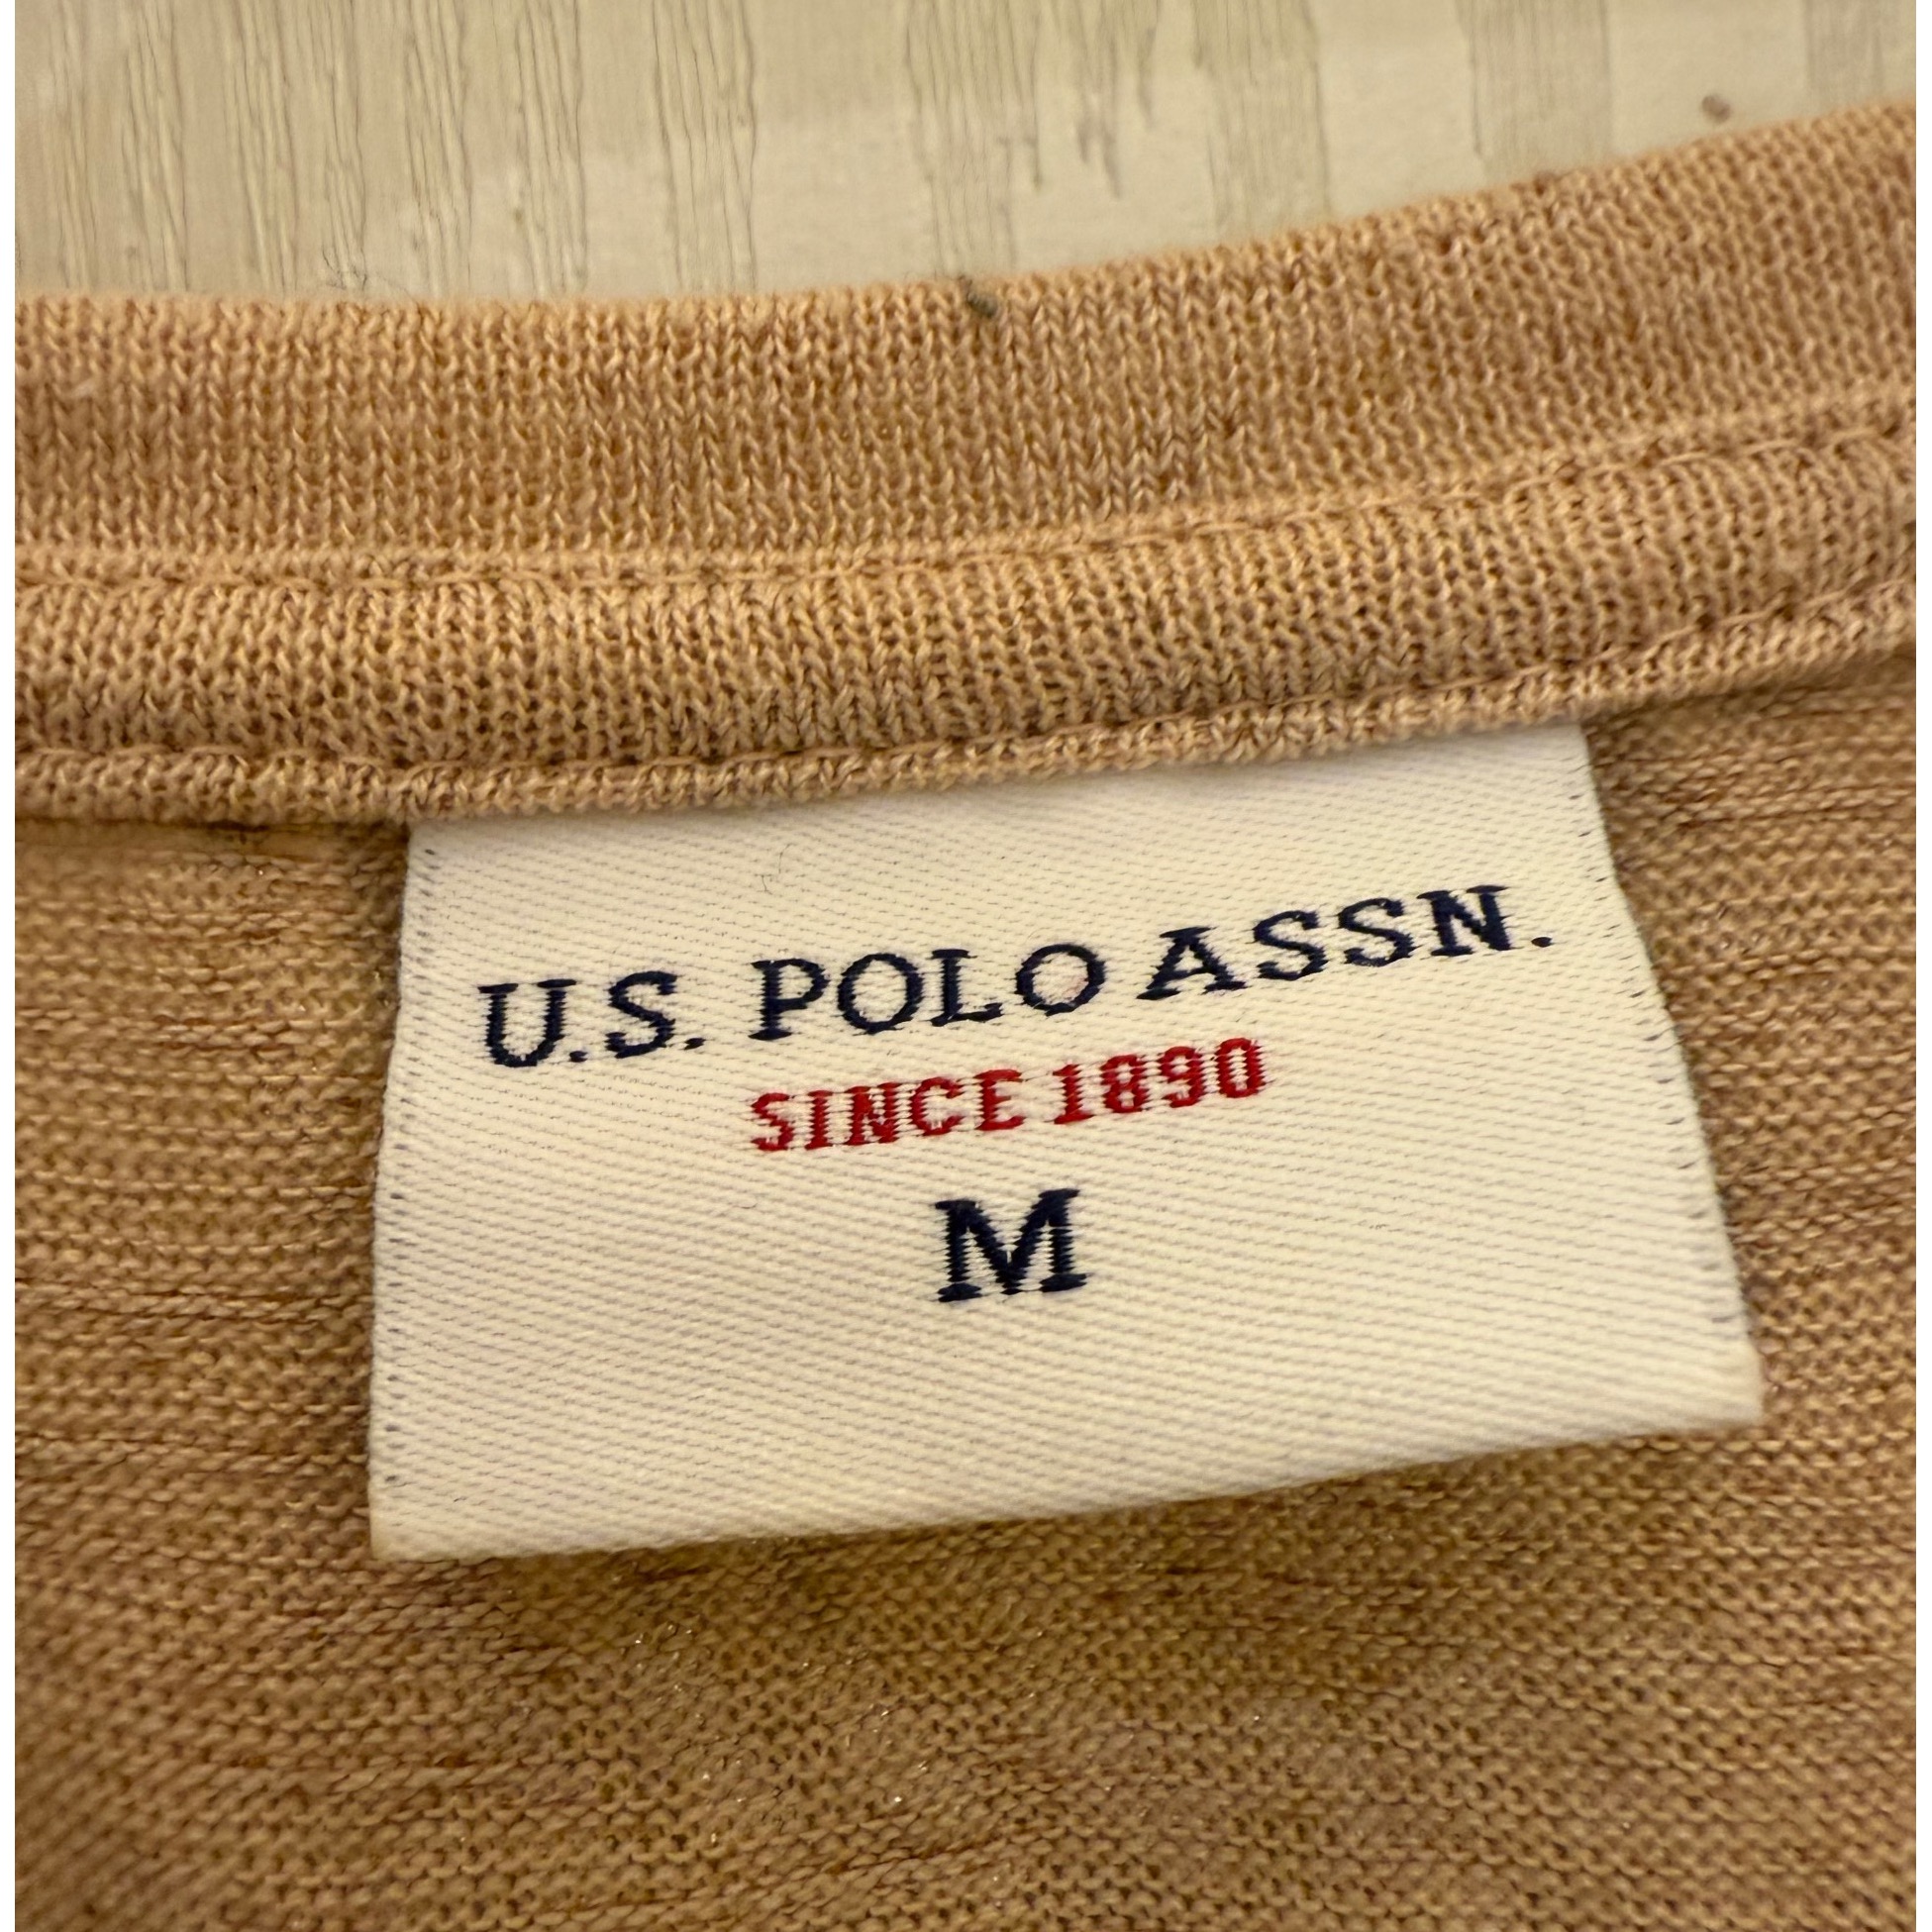 U.S. POLO ASSN.
SINCE 1890
M